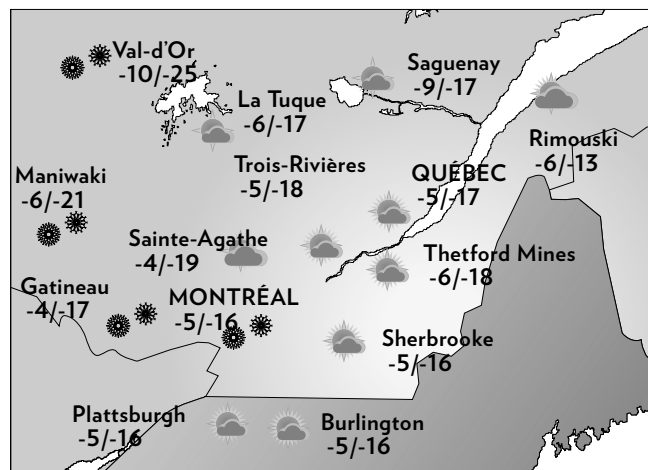 Val-d'Or
-10/-25
Saguenay
-9/-17
La Tuque
-6/-17
Rimouski
-6/-13
Trois-Rivières
-5/-18
QUÉBEC
-5/-17
Maniwaki
-6/-21
Sainte-Agathe
-4/-19
Thetford Mines
-6/-18
Gatineau
-4/-17
MONTRÉAL
-5/-16
Sherbrooke
-5/-16
Plattsburgh
-5/-16
Burlington
-5/-16